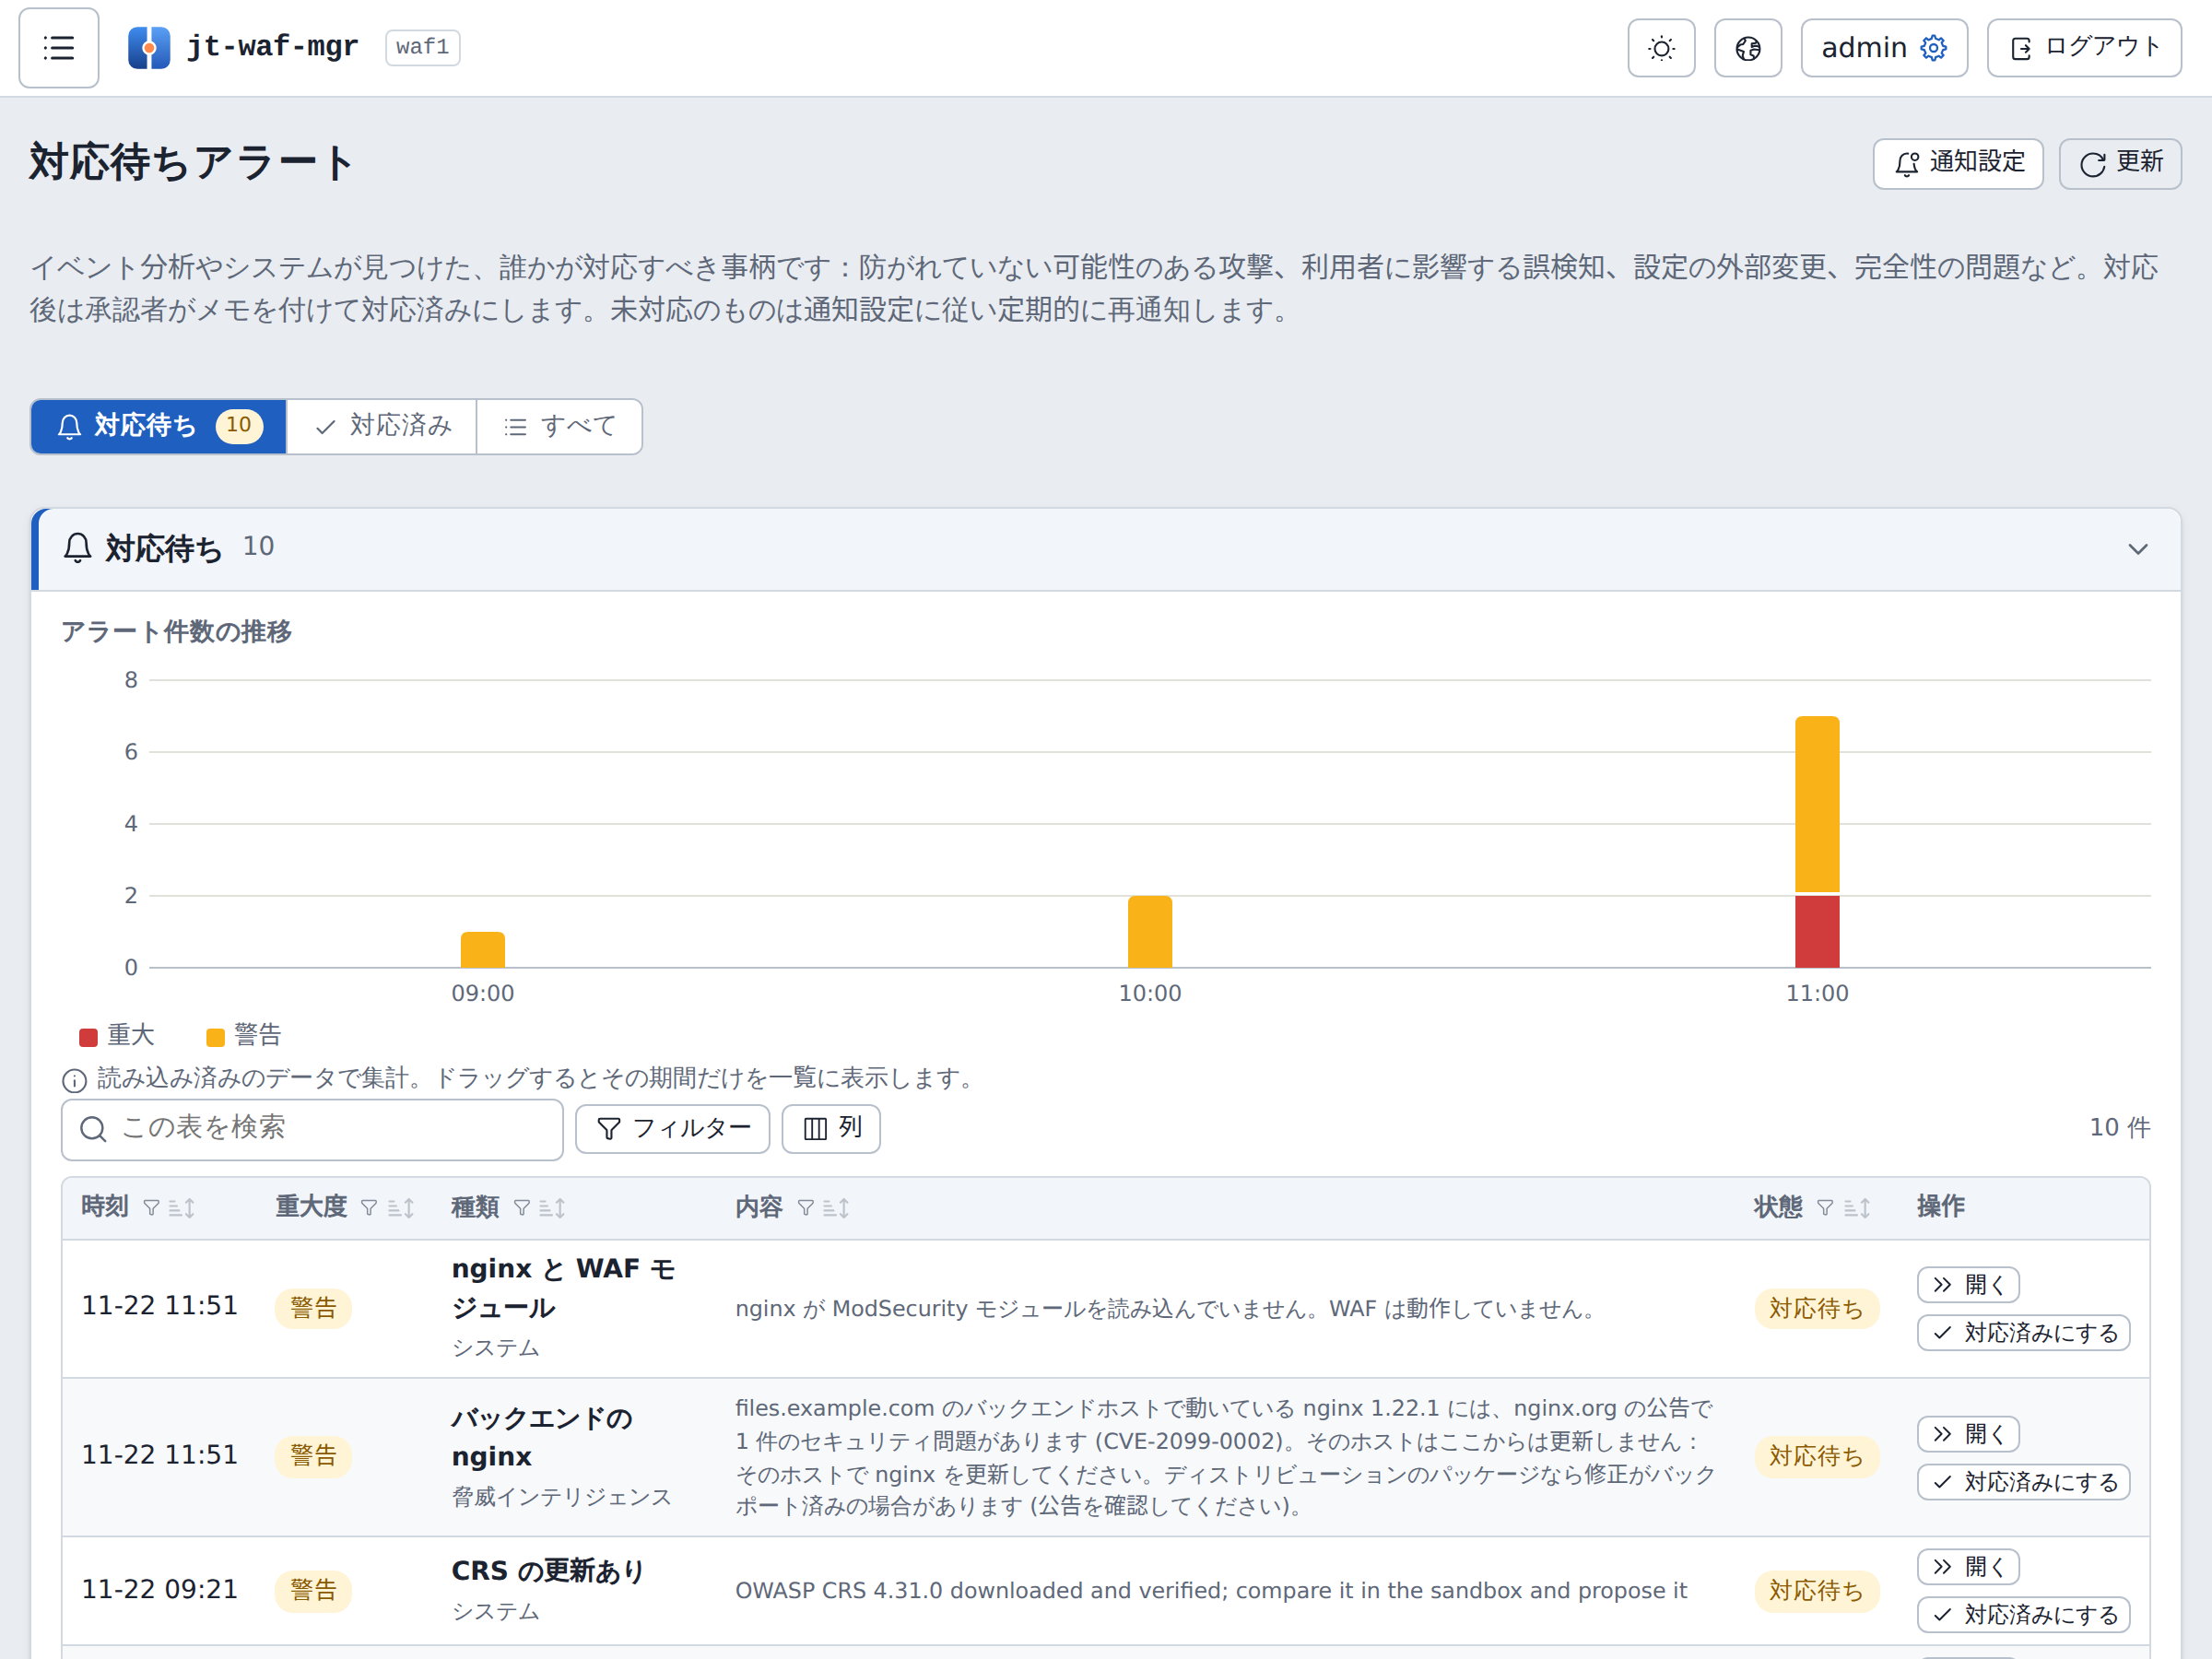 jt-waf-mgr waf1 admin ログアウト
対応待ちアラート 通知設定 更新
イベント分析やシステムが見つけた、誰かが対応すべき事柄です：防がれていない可能性のある攻撃、利用者に影響する誤検知、設定の外部変更、完全性の問題など。対応
後は承認者がメモを付けて対応済みにします。未対応のものは通知設定に従い定期的に再通知します。
対応待ち 10 対応済み すべて
対応待ち 10
アラート件数の推移
8
6
4
2
0
09:00 10:00 11:00
重大 警告
読み込み済みのデータで集計。ドラッグするとその期間だけを一覧に表示します。
この表を検索 フィルター 列 10 件
時刻 重大度 種類 内容 状態 操作
11-22 11:51 警告
nginx と WAF モ
ジュール
システム
nginx が ModSecurity モジュールを読み込んでいません。WAF は動作していません。
対応待ち
開く
対応済みにする
11-22 11:51 警告
バックエンドの
nginx
脅威インテリジェンス
files.example.com のバックエンドホストで動いている nginx 1.22.1 には、nginx.org の公告で
1 件のセキュリティ問題があります (CVE-2099-0002)。そのホストはここからは更新しません：
そのホストで nginx を更新してください。ディストリビューションのパッケージなら修正がバック
ポート済みの場合があります (公告を確認してください)。
対応待ち
開く
対応済みにする
11-22 09:21 警告
CRS の更新あり
システム
OWASP CRS 4.31.0 downloaded and verified; compare it in the sandbox and propose it
対応待ち
開く
対応済みにする